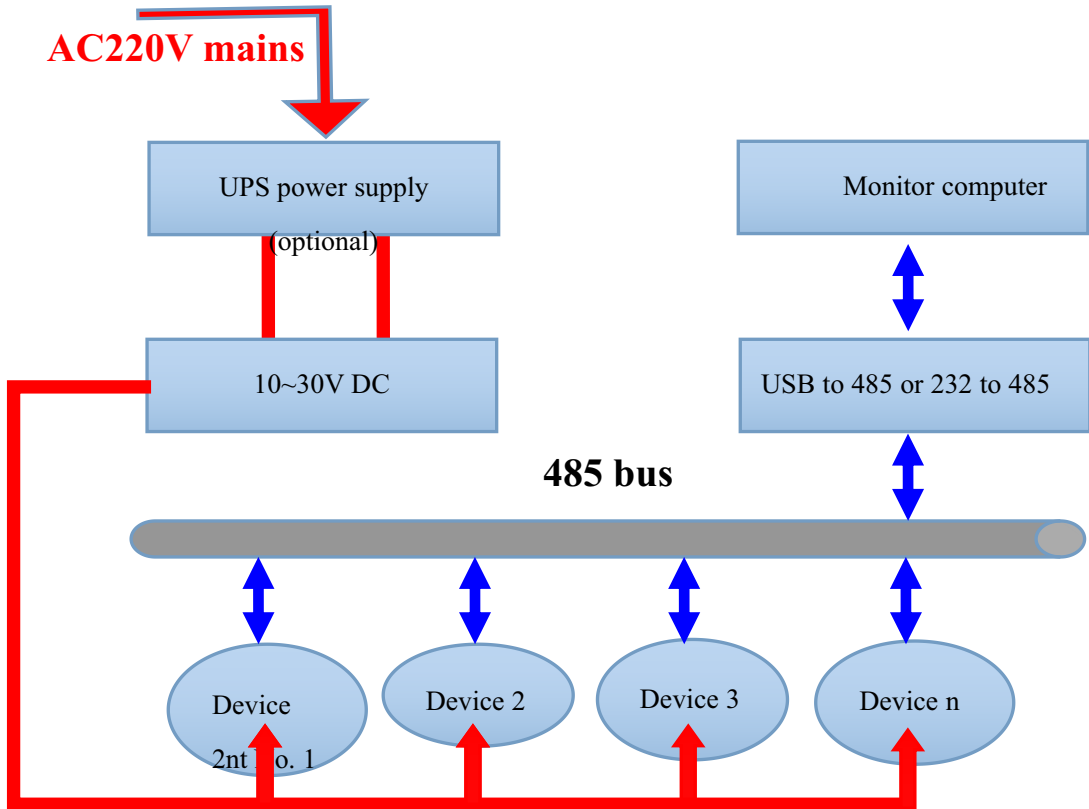 AC220V mains
UPS power supply
(optional)
Monitor computer
10~30V DC
USB to 485 or 232 to 485
485 bus
Device
2nt o. 1
Device 2
Device 3
Device n